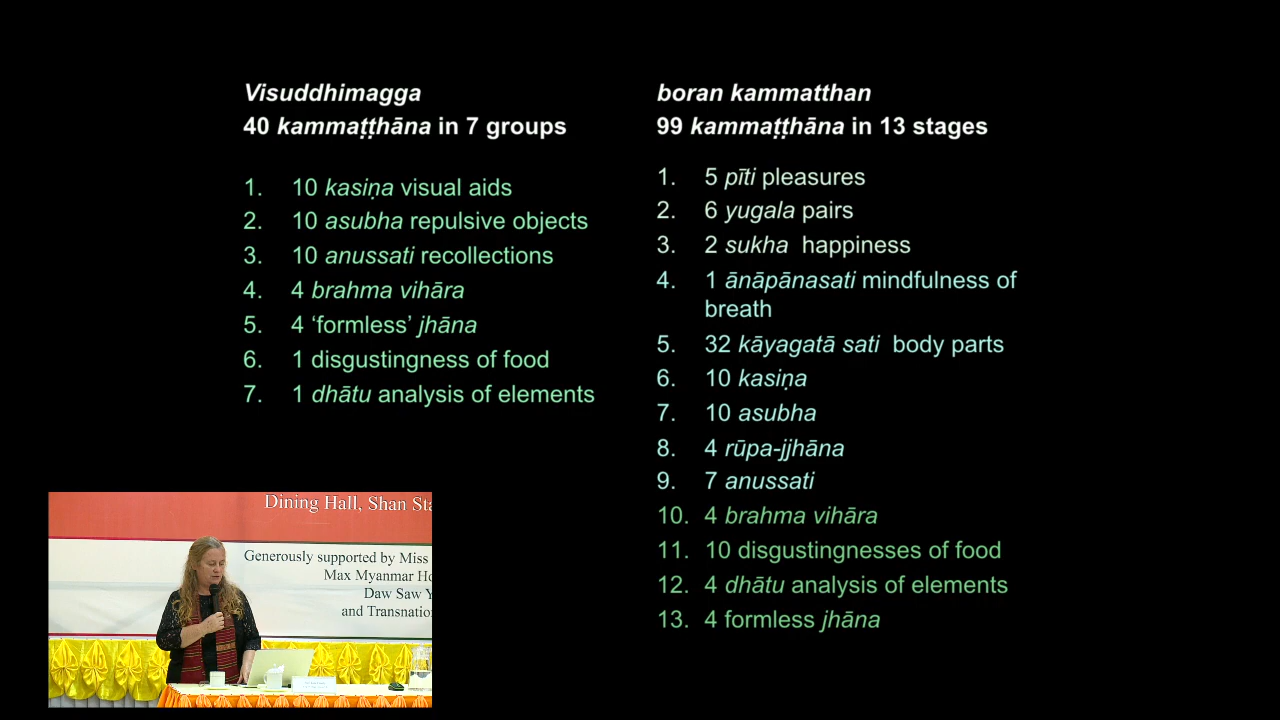 Visuddhimagga
40 kammaṭṭhāna in 7 groups
1. 10 kasiṇa visual aids
2. 10 asubha repulsive objects
3. 10 anussati recollections
4. 4 brahma vihāra
5. 4 ‘formless’ jhāna
6. 1 disgustingness of food
7. 1 dhātu analysis of elements
boran kammatthan
99 kammaṭṭhāna in 13 stages
1. 5 pīti pleasures
2. 6 yugala pairs
3. 2 sukha happiness
4. 1 ānāpānasati mindfulness of
breath
5. 32 kāyagatā sati body parts
6. 10 kasiṇa
7. 10 asubha
8. 4 rūpa-jjhāna
9. 7 anussati
10. 4 brahma vihāra
11. 10 disgustingnesses of food
12. 4 dhātu analysis of elements
13. 4 formless jhāna
Dining Hall, Shan Sta
Generously supported by Miss
Max Myanmar Ho
Daw Saw Y
and Transnatio